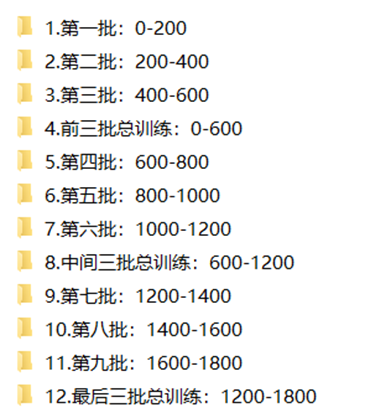 1.第一批：0-200
2.第二批：200-400
3.第三批：400-600
4.前三批总训练：0-600
5.第四批：600-800
6.第五批：800-1000
7.第六批：1000-1200
8.中间三批总训练：600-1200
9.第七批：1200-1400
10.第八批：1400-1600
11.第九批：1600-1800
12.最后三批总训练：1200-1800